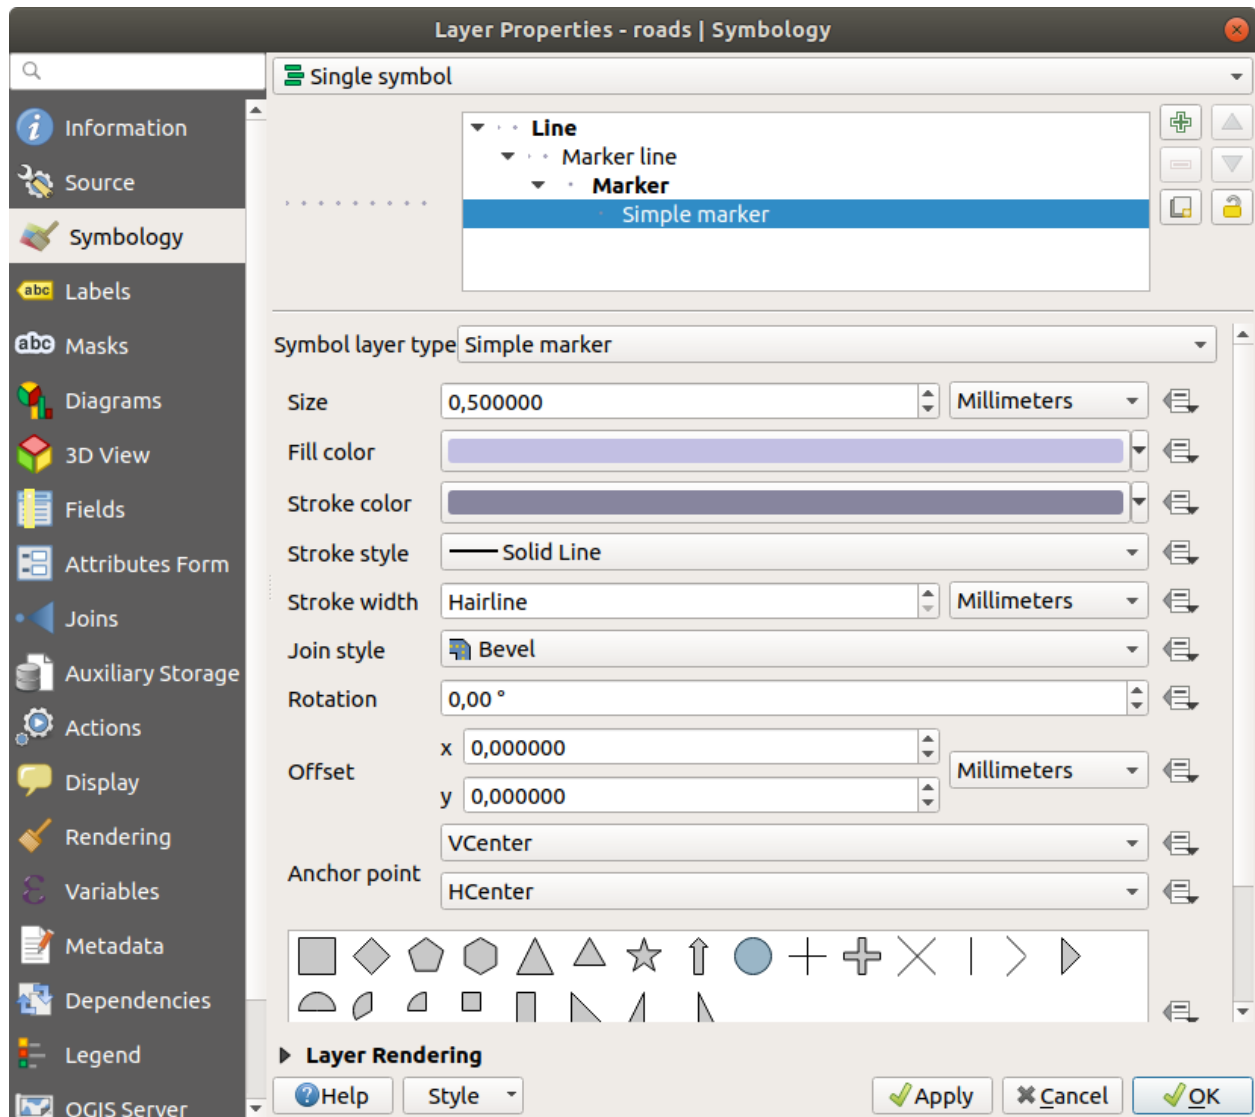 Layer Properties - roads | Symbology
Single symbol
Information
Source
Symbology
abc Labels
abc Masks
Diagrams
3D View
Fields
Attributes Form
Joins
Auxiliary Storage
Actions
Display
Rendering
Variables
Metadata
Dependencies
Legend
QGIS Server
Line
Marker line
Marker
Simple marker
Symbol layer type Simple marker
Size 0,500000 Millimeters
Fill color
Stroke color
Stroke style Solid Line
Stroke width Hairline Millimeters
Join style Bevel
Rotation 0,00 °
Offset x 0,000000 Millimeters
y 0,000000
Anchor point VCenter
HCenter
Layer Rendering
Help Style Apply Cancel OK